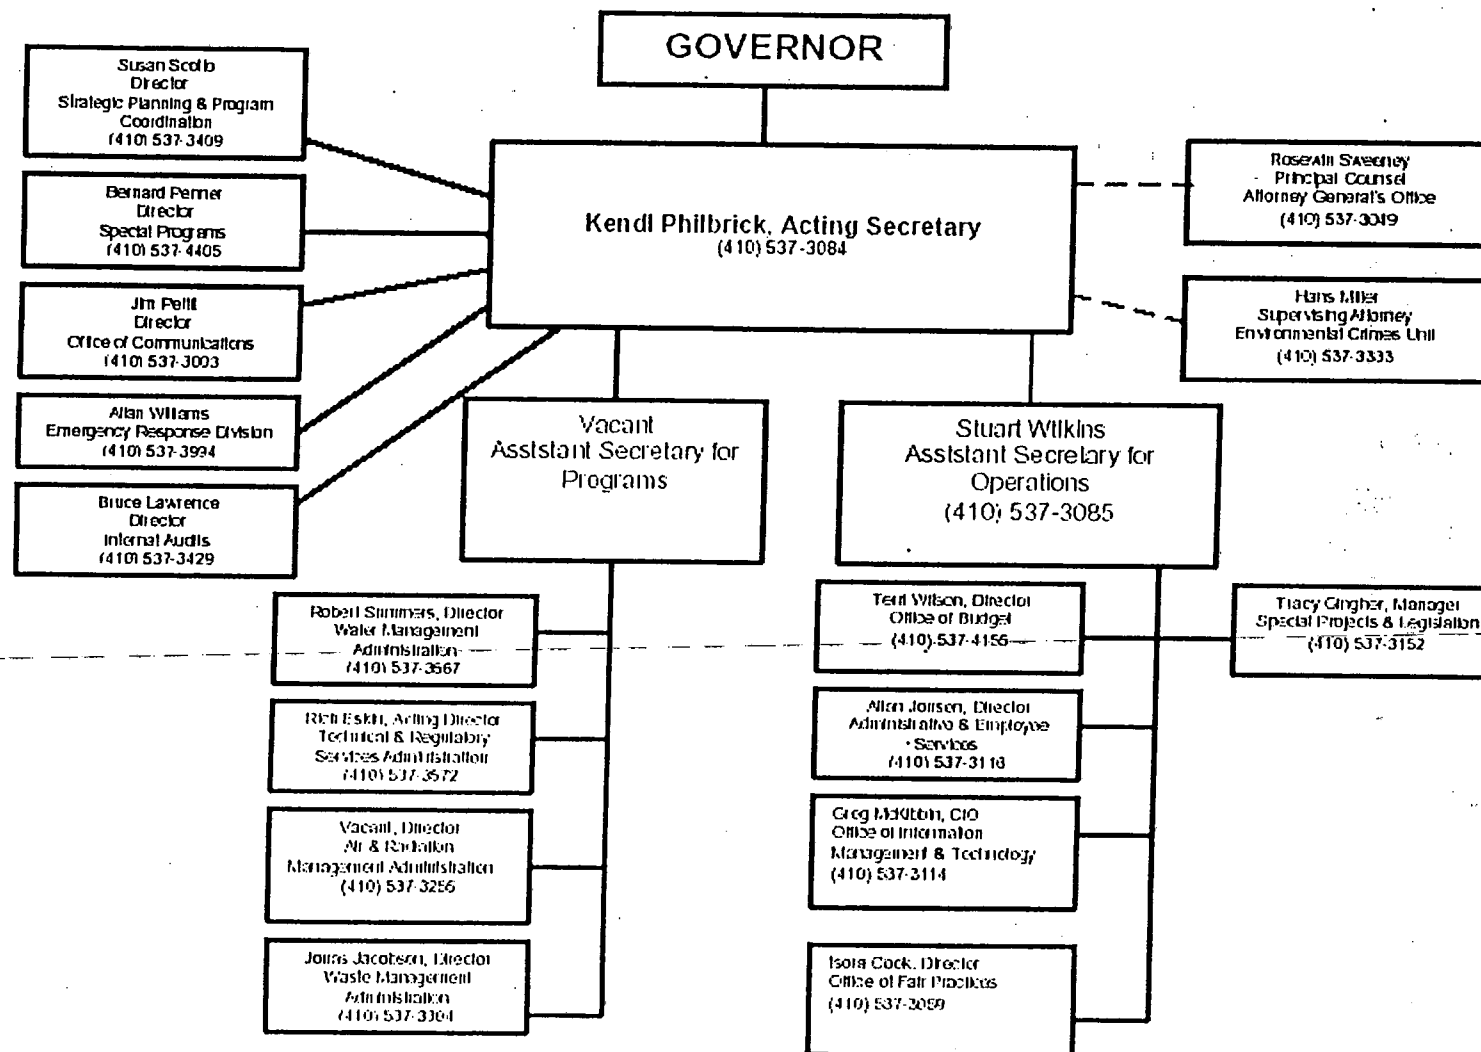 GOVERNOR
Susan Scotto
Director
Strategic Planning & Program
Coordination
(410) 537-3409
Bernard Penner
Director
Special Programs
(410) 537-4405
Jim Pettit
Director
Office of Communications
(410) 537-3003
Allan Williams
Emergency Response Division
(410) 537-3994
Bruce Lawrence
Director
Internal Audits
(410) 537-3429
Kendl Philbrick, Acting Secretary
(410) 537-3084
Rosewin Sweeney
Principal Counsel
Attorney General's Office
(410) 537-3049
Hans Miller
Supervising Attorney
Environmental Crimes Unit
(410) 537-3333
Vacant
Assistant Secretary for
Programs
Stuart Wilkins
Assistant Secretary for
Operations
(410) 537-3085
Robert Summers, Director
Water Management
Administration
(410) 537-3567
Rich Eskin, Acting Director
Technical & Regulatory
Services Administration
(410) 537-3572
Vacant, Director
Air & Radiation
Management Administration
(410) 537-3255
Jonas Jacobson, Director
Waste Management
Administration
(410) 537-3304
Terri Wilson, Director
Office of Budget
(410) 537-4155
Tracy Gingher, Manager
Special Projects & Legislation
(410) 537-3152
Allan Jonsen, Director
Administrative & Employee
Services
(410) 537-3118
Greg McKibbin, CIO
Office of Information
Management & Technology
(410) 537-3114
Isora Cock, Director
Office of Fair Practices
(410) 537-3059